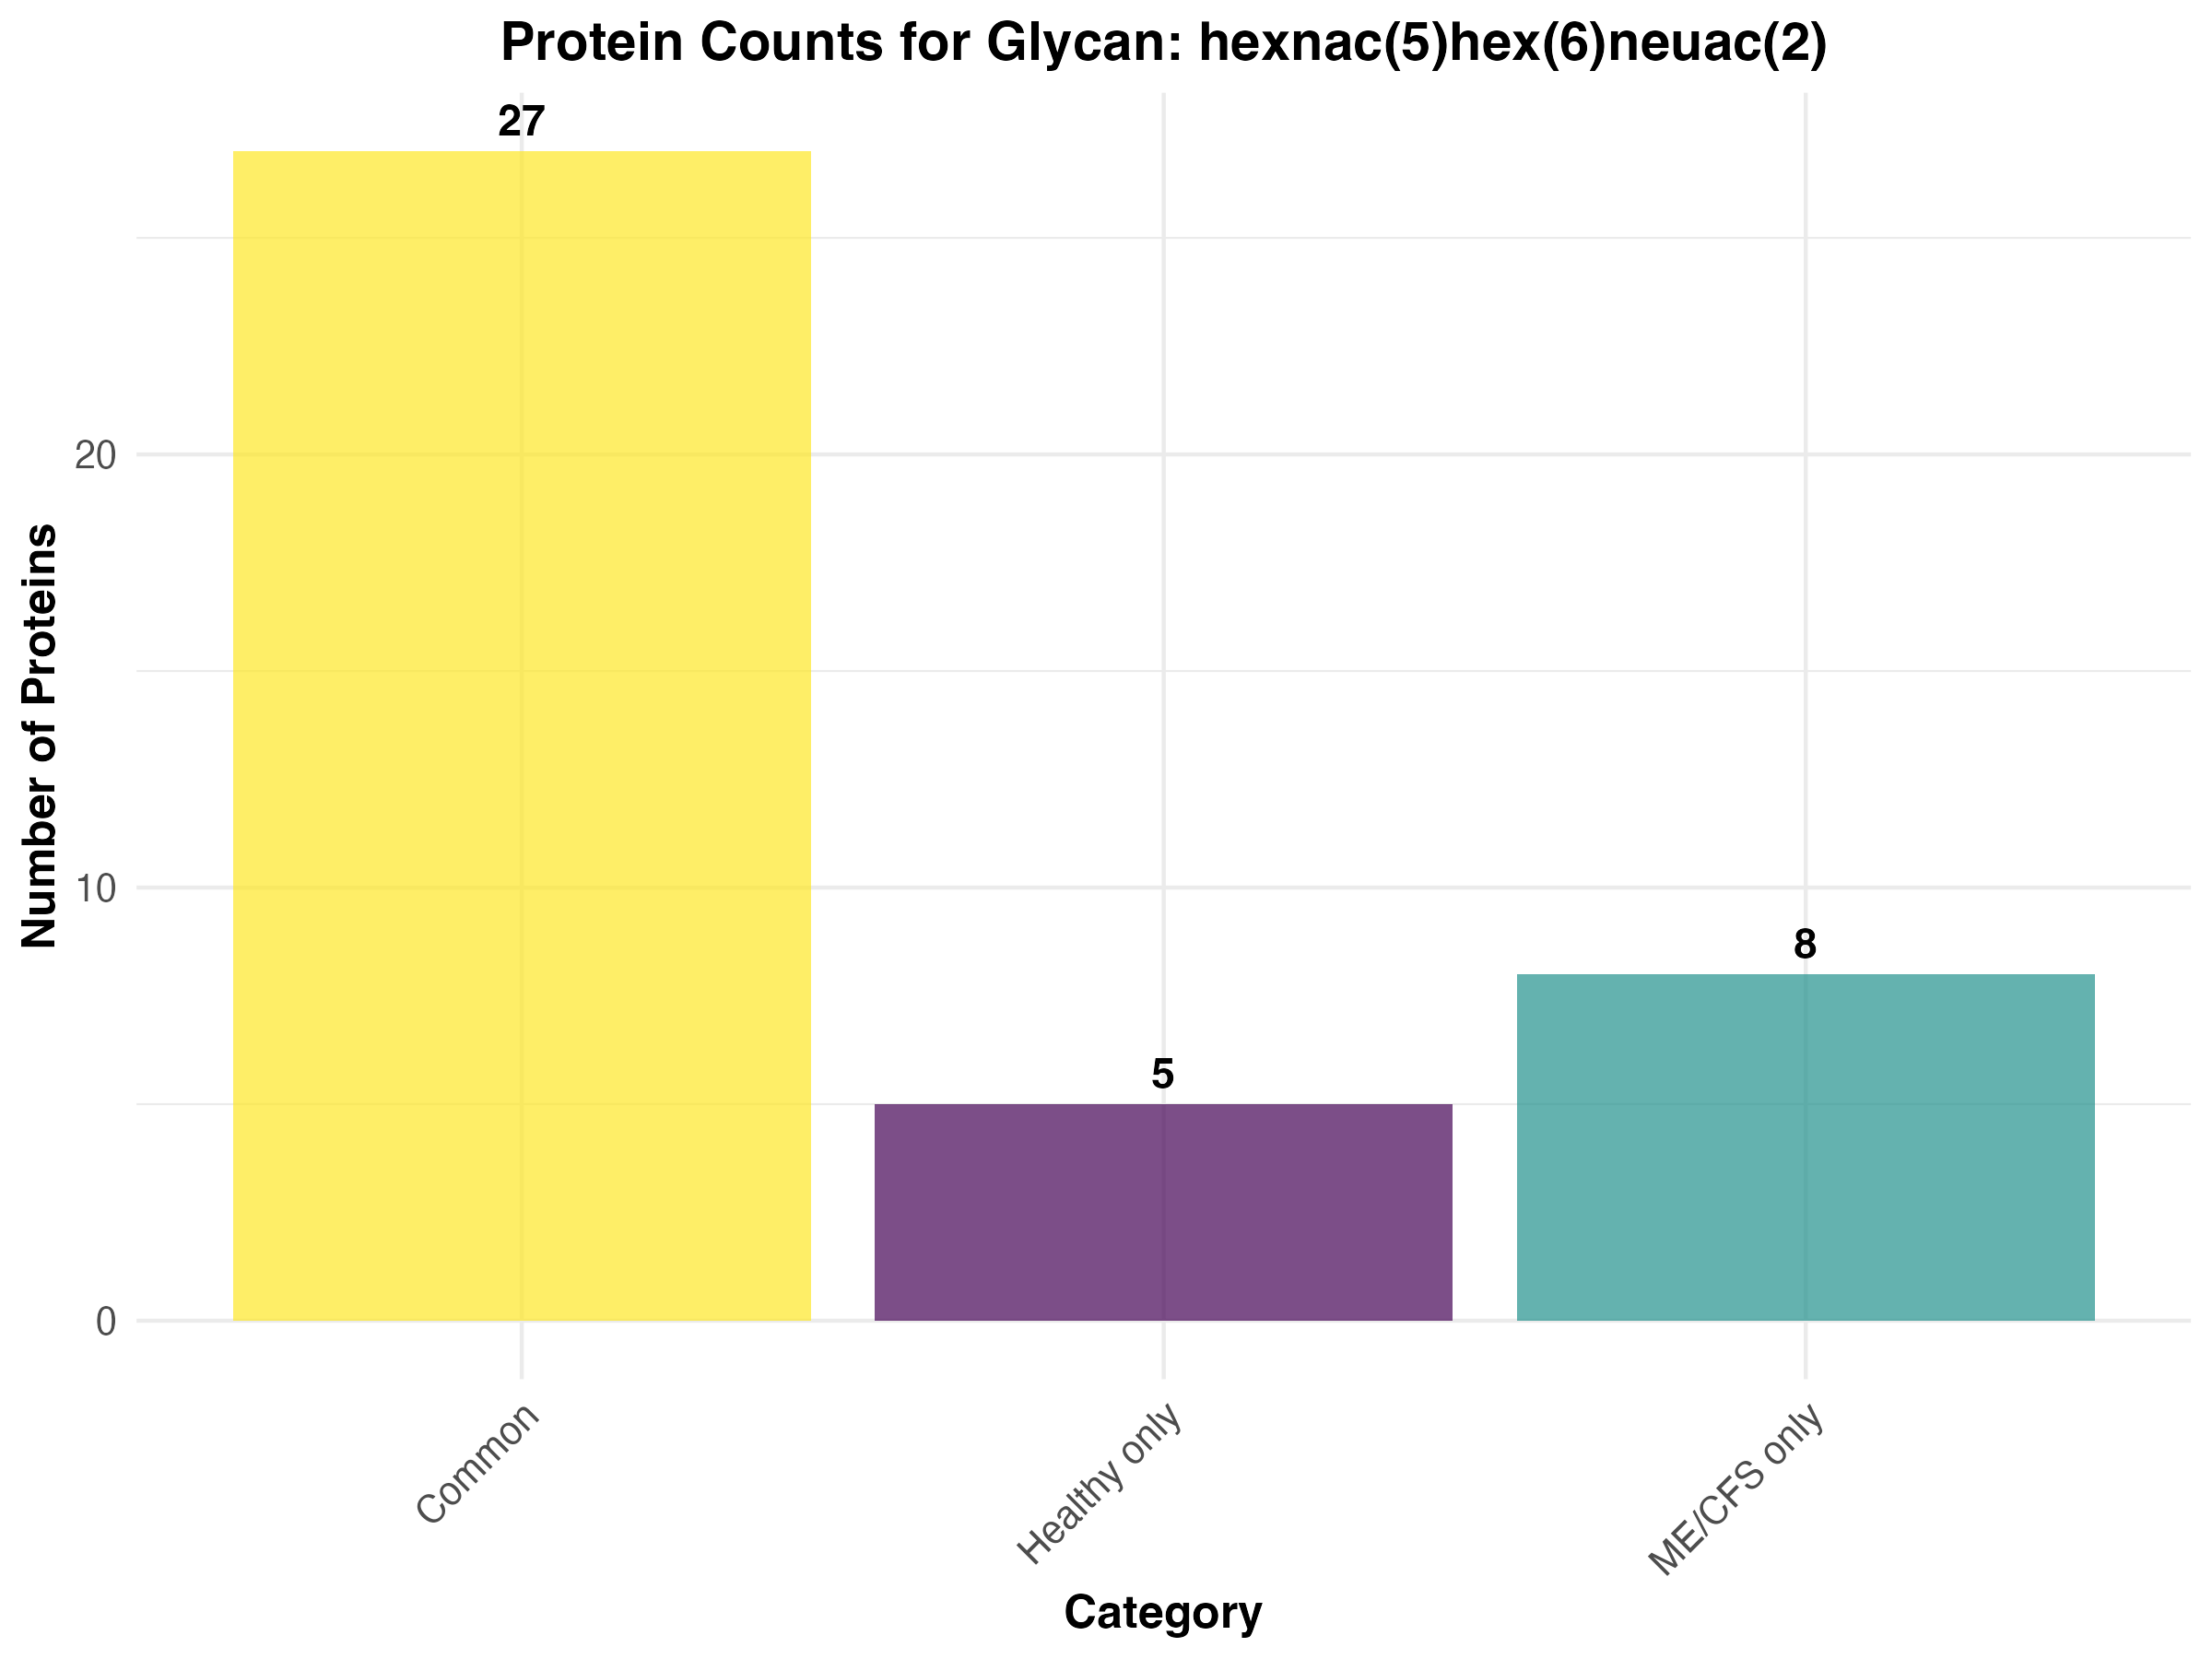 Protein Counts for Glycan: hexnac(5)hex(6)neuac(2)
27
20
10
0
5
8
Number of Proteins
Common
Healthy only
ME/CFS only
Category